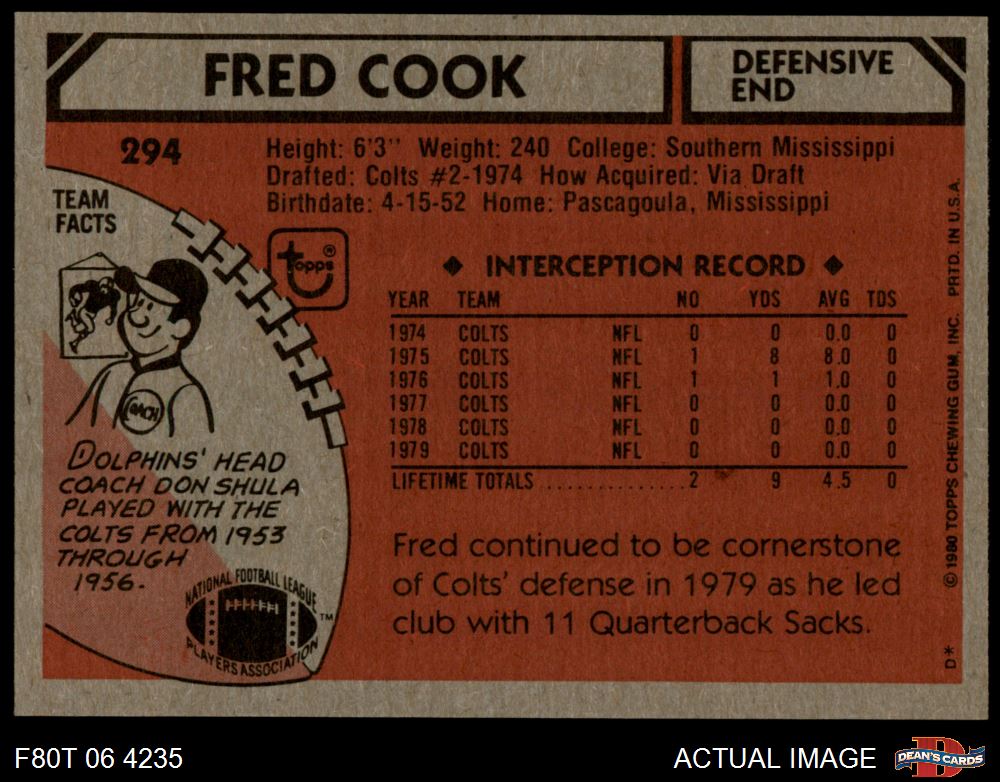 FRED COOK
DEFENSIVE
END
294
Height: 6'3" Weight: 240 College: Southern Mississippi
Drafted: Colts #2-1974 How Acquired: Via Draft
Birthdate: 4-15-52 Home: Pascagoula, Mississippi
TEAM
FACTS
topps®
COACH
DOLPHINS' HEAD
COACH DON SHULA
PLAYED WITH THE
COLTS FROM 1953
THROUGH
1956.
NATIONAL FOOTBALL LEAGUE
PLAYERS ASSOCIATION
™
◆ INTERCEPTION RECORD ◆
YEAR TEAM NO YDS AVG TDS
1974 COLTS NFL 0 0 0.0 0
1975 COLTS NFL 1 8 8.0 0
1976 COLTS NFL 1 1 1.0 0
1977 COLTS NFL 0 0 0.0 0
1978 COLTS NFL 0 0 0.0 0
1979 COLTS NFL 0 0 0.0 0
LIFETIME TOTALS ................ 2 9 4.5 0
Fred continued to be cornerstone
of Colts' defense in 1979 as he led
club with 11 Quarterback Sacks.
D* © 1980 TOPPS CHEWING GUM, INC. PRTD. IN U.S.A.
F80T 06 4235
ACTUAL IMAGE
D
DEAN'S CARDS